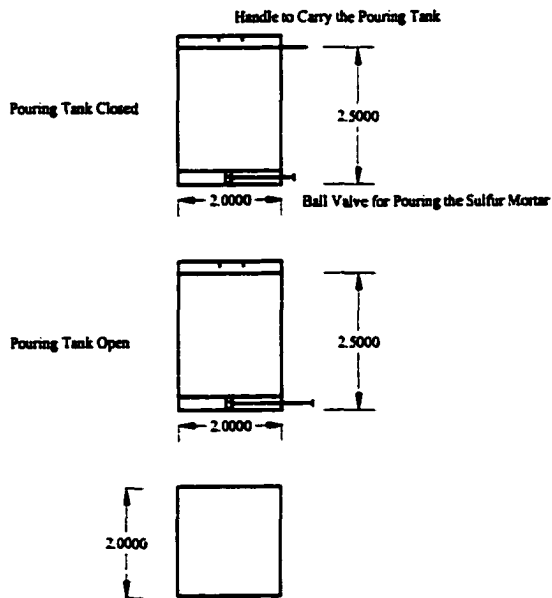 Handle to Carry the Pouring Tank
Pouring Tank Closed
2.5000
2.0000
Ball Valve for Pouring the Sulfur Mortar
Pouring Tank Open
2.5000
2.0000
2.0000